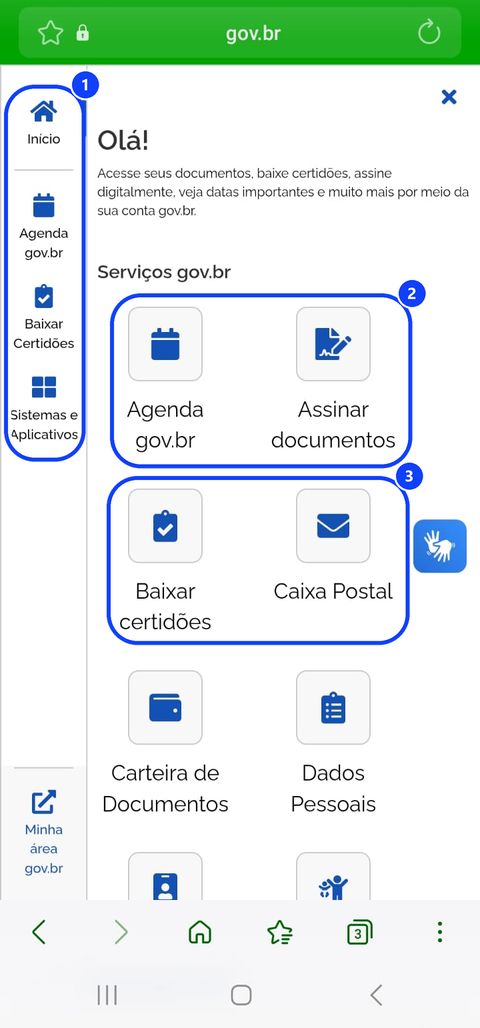 gov.br
1
Início
Agenda
gov.br
Baixar
Certidões
Sistemas e
Aplicativos
Minha
área
gov.br
Olá!
Acesse seus documentos, baixe certidões, assine
digitalmente, veja datas importantes e muito mais por meio da
sua conta gov.br.
Serviços gov.br
2
Agenda
gov.br
Assinar
documentos
3
Baixar
certidões
Caixa Postal
Carteira de
Documentos
Dados
Pessoais
3